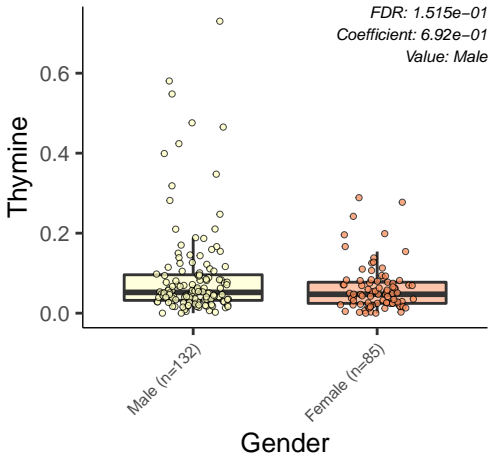 FDR: 1.515e−01
Coefficient: 6.92e−01
Value: Male
Thymine
0.6
0.4
0.2
0.0
Male (n=132)
Female (n=85)
Gender